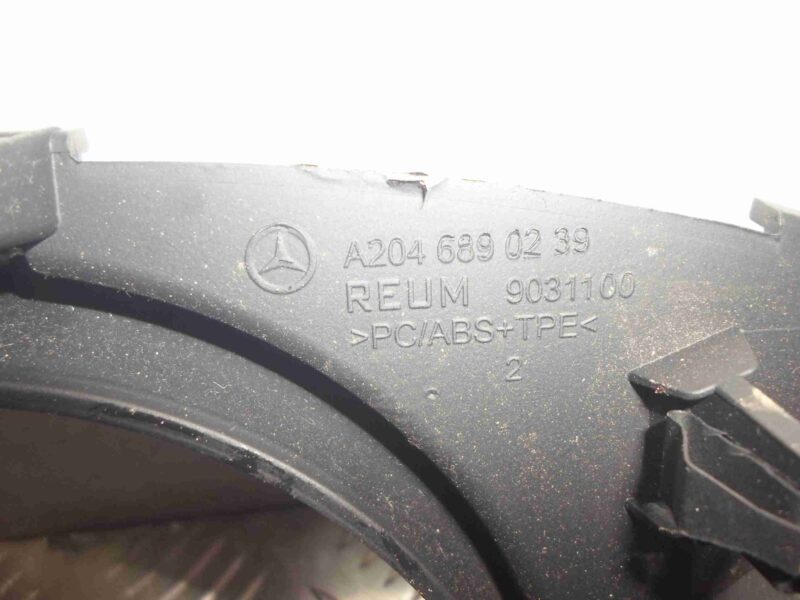 A204 689 02 39
REUM 9031100
>PC/ABS+TPE<
2